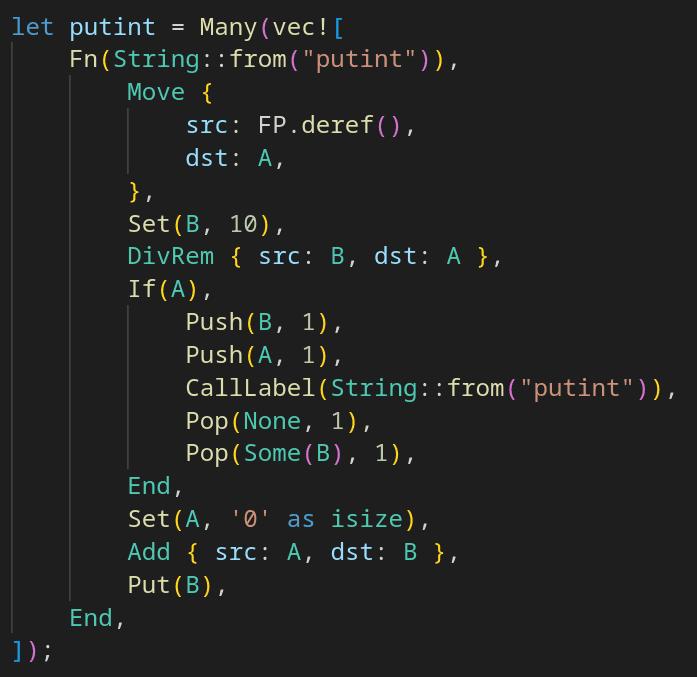 let putint = Many(vec![
    Fn(String::from("putint")),
        Move {
            src: FP.deref(),
            dst: A,
        },
        Set(B, 10),
        DivRem { src: B, dst: A },
        If(A),
            Push(B, 1),
            Push(A, 1),
            CallLabel(String::from("putint")),
            Pop(None, 1),
            Pop(Some(B), 1),
        End,
        Set(A, '0' as isize),
        Add { src: A, dst: B },
        Put(B),
    End,
]);